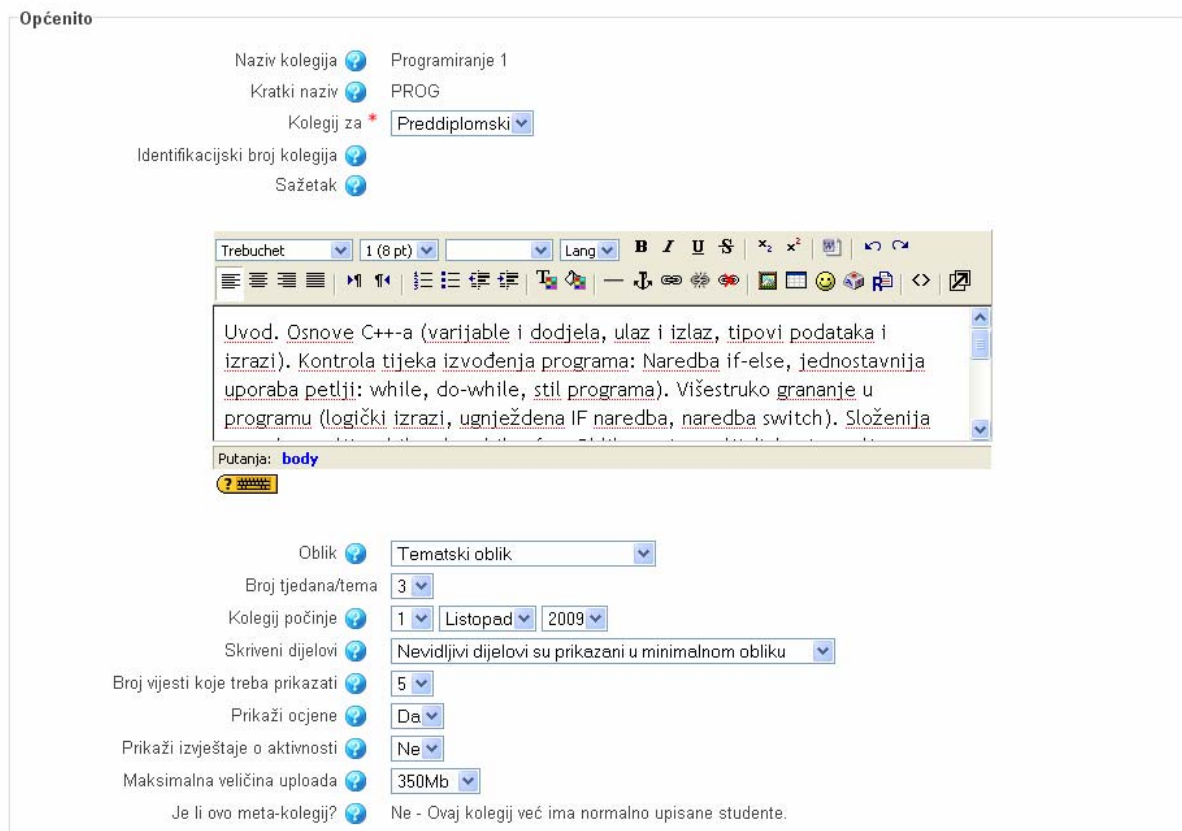 Općenito
Naziv kolegija Programiranje 1
Kratki naziv PROG
Kolegij za * Preddiplomski
Identifikacijski broj kolegija
Sažetak
Trebuchet 1 (8 pt) Lang B I U S x₂ x²
Uvod. Osnove C++-a (varijable i dodjela, ulaz i izlaz, tipovi podataka i
izrazi). Kontrola tijeka izvođenja programa: Naredba if-else, jednostavnija
uporaba petlji: while, do-while, stil programa). Višestruko grananje u
programu (logički izrazi, ugnježdena IF naredba, naredba switch). Složenija
Putanja: body
Oblik Tematski oblik
Broj tjedana/tema 3
Kolegij počinje 1 Listopad 2009
Skriveni dijelovi Nevidljivi dijelovi su prikazani u minimalnom obliku
Broj vijesti koje treba prikazati 5
Prikaži ocjene Da
Prikaži izvještaje o aktivnosti Ne
Maksimalna veličina uploada 350Mb
Je li ovo meta-kolegij? Ne - Ovaj kolegij već ima normalno upisane studente.